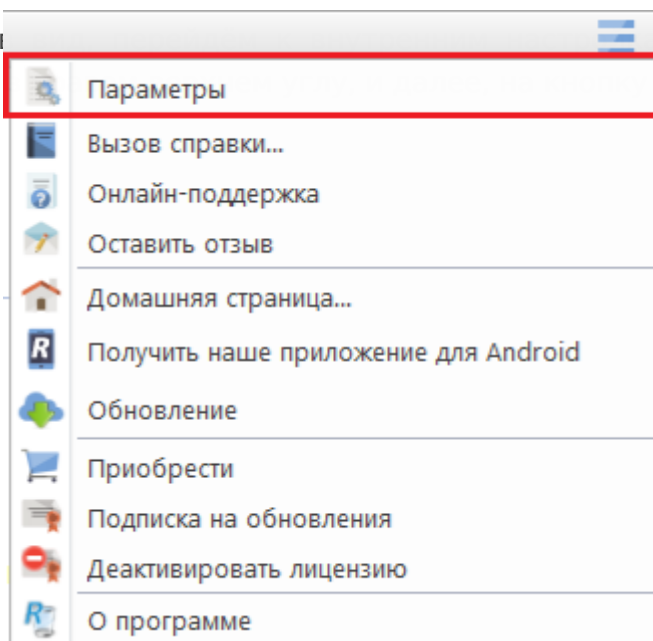 Параметры
Вызов справки...
Онлайн-поддержка
Оставить отзыв
Домашняя страница...
Получить наше приложение для Android
Обновление
Приобрести
Подписка на обновления
Деактивировать лицензию
О программе